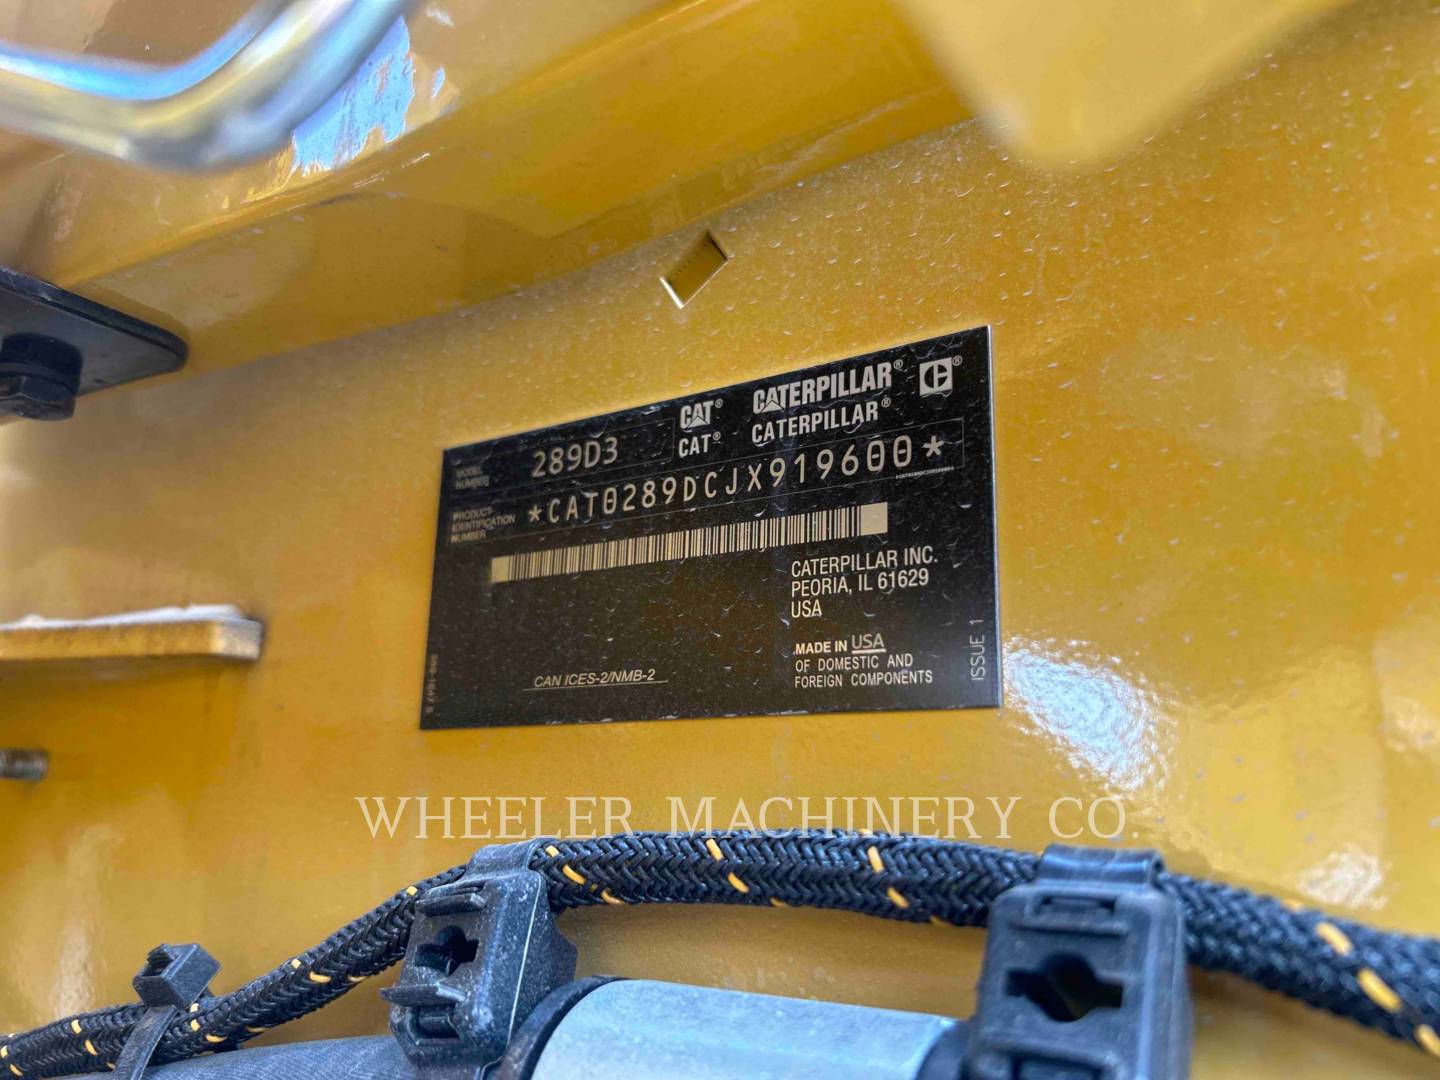 CAT® CATERPILLAR® C®
CAT® CATERPILLAR®
MODEL NUMBER 289D3
PRODUCT IDENTIFICATION NUMBER *CAT0289DCJX919600*
CATERPILLAR INC.
PEORIA, IL 61629
USA
MADE IN USA
OF DOMESTIC AND
FOREIGN COMPONENTS
CAN ICES-2/NMB-2
ISSUE 1
WHEELER MACHINERY CO.